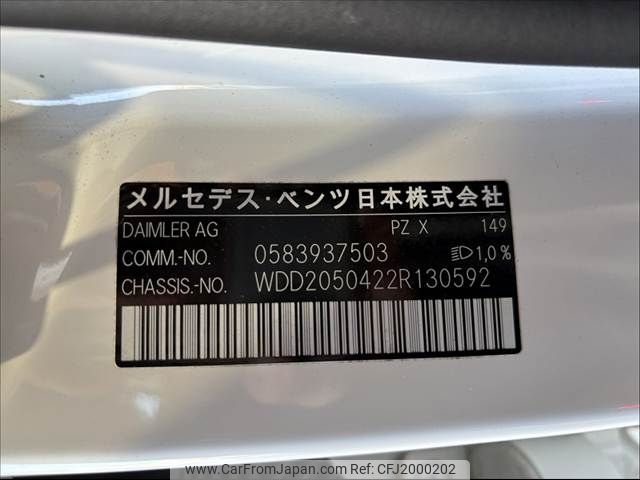 メルセデス・ベンツ日本株式会社
DAIMLER AG PZ X 149
COMM.-NO. 0583937503 1,0%
CHASSIS.-NO. WDD2050422R130592
www.CarFromJapan.com Ref:CFJ2000202